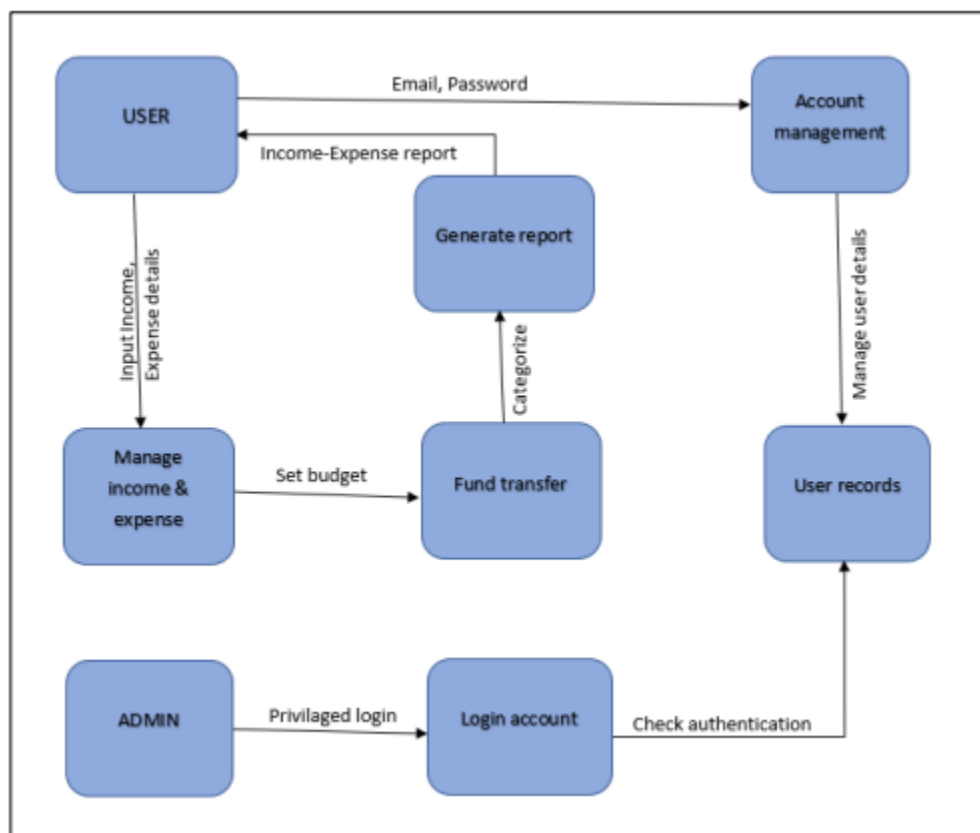 USER
Email, Password
Account
management
Income-Expense report
Generate report
Input Income,
Expense details
Categorize
Manage user details
Manage
income &
expense
Set budget
Fund transfer
User records
ADMIN
Privilaged login
Login account
Check authentication